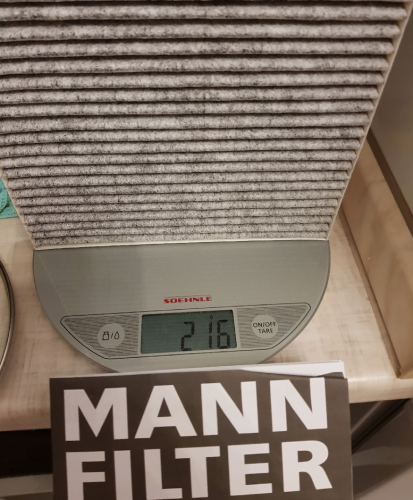 SOEHNLE
216
ON/OFF
TARE
MANN
FILTER